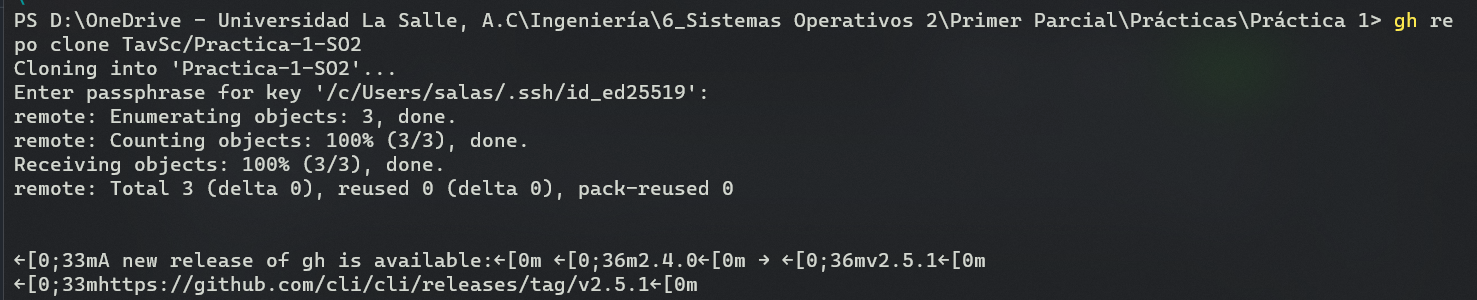 PS D:\OneDrive - Universidad La Salle, A.C\Ingeniería\6_Sistemas Operativos 2\Primer Parcial\Prácticas\Práctica 1> gh re
po clone TavSc/Practica-1-SO2
Cloning into 'Practica-1-SO2'...
Enter passphrase for key '/c/Users/salas/.ssh/id_ed25519':
remote: Enumerating objects: 3, done.
remote: Counting objects: 100% (3/3), done.
Receiving objects: 100% (3/3), done.
remote: Total 3 (delta 0), reused 0 (delta 0), pack-reused 0
←[0;33mA new release of gh is available:←[0m ←[0;36m2.4.0←[0m → ←[0;36mv2.5.1←[0m
←[0;33mhttps://github.com/cli/cli/releases/tag/v2.5.1←[0m